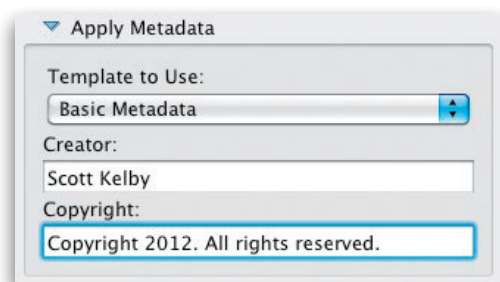 Apply Metadata
Template to Use:
Basic Metadata
Creator:
Scott Kelby
Copyright:
Copyright 2012. All rights reserved.